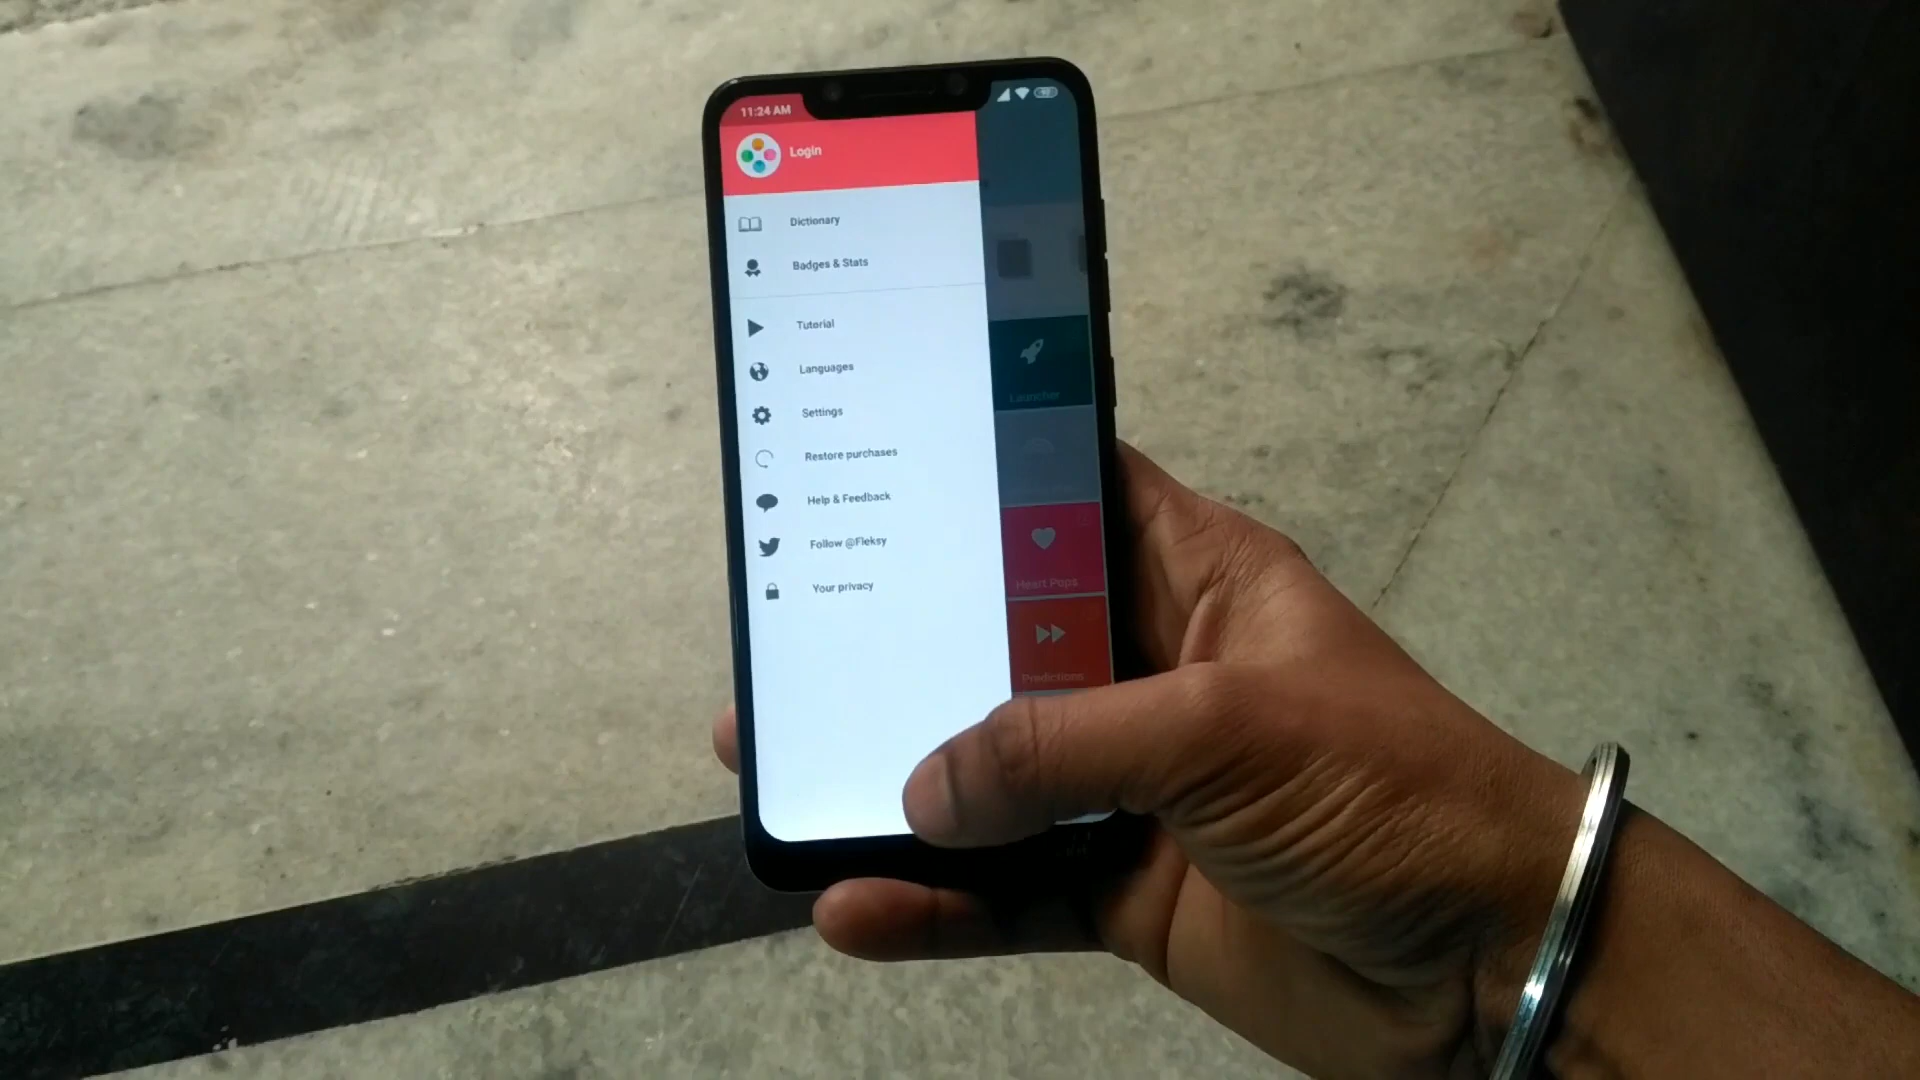 11:24 AM
Login
Dictionary
Badges & Stats
Tutorial
Languages
Settings
Restore purchases
Help & Feedback
Follow @Fleksy
Your privacy
Launcher
Heart Pops
Predictions